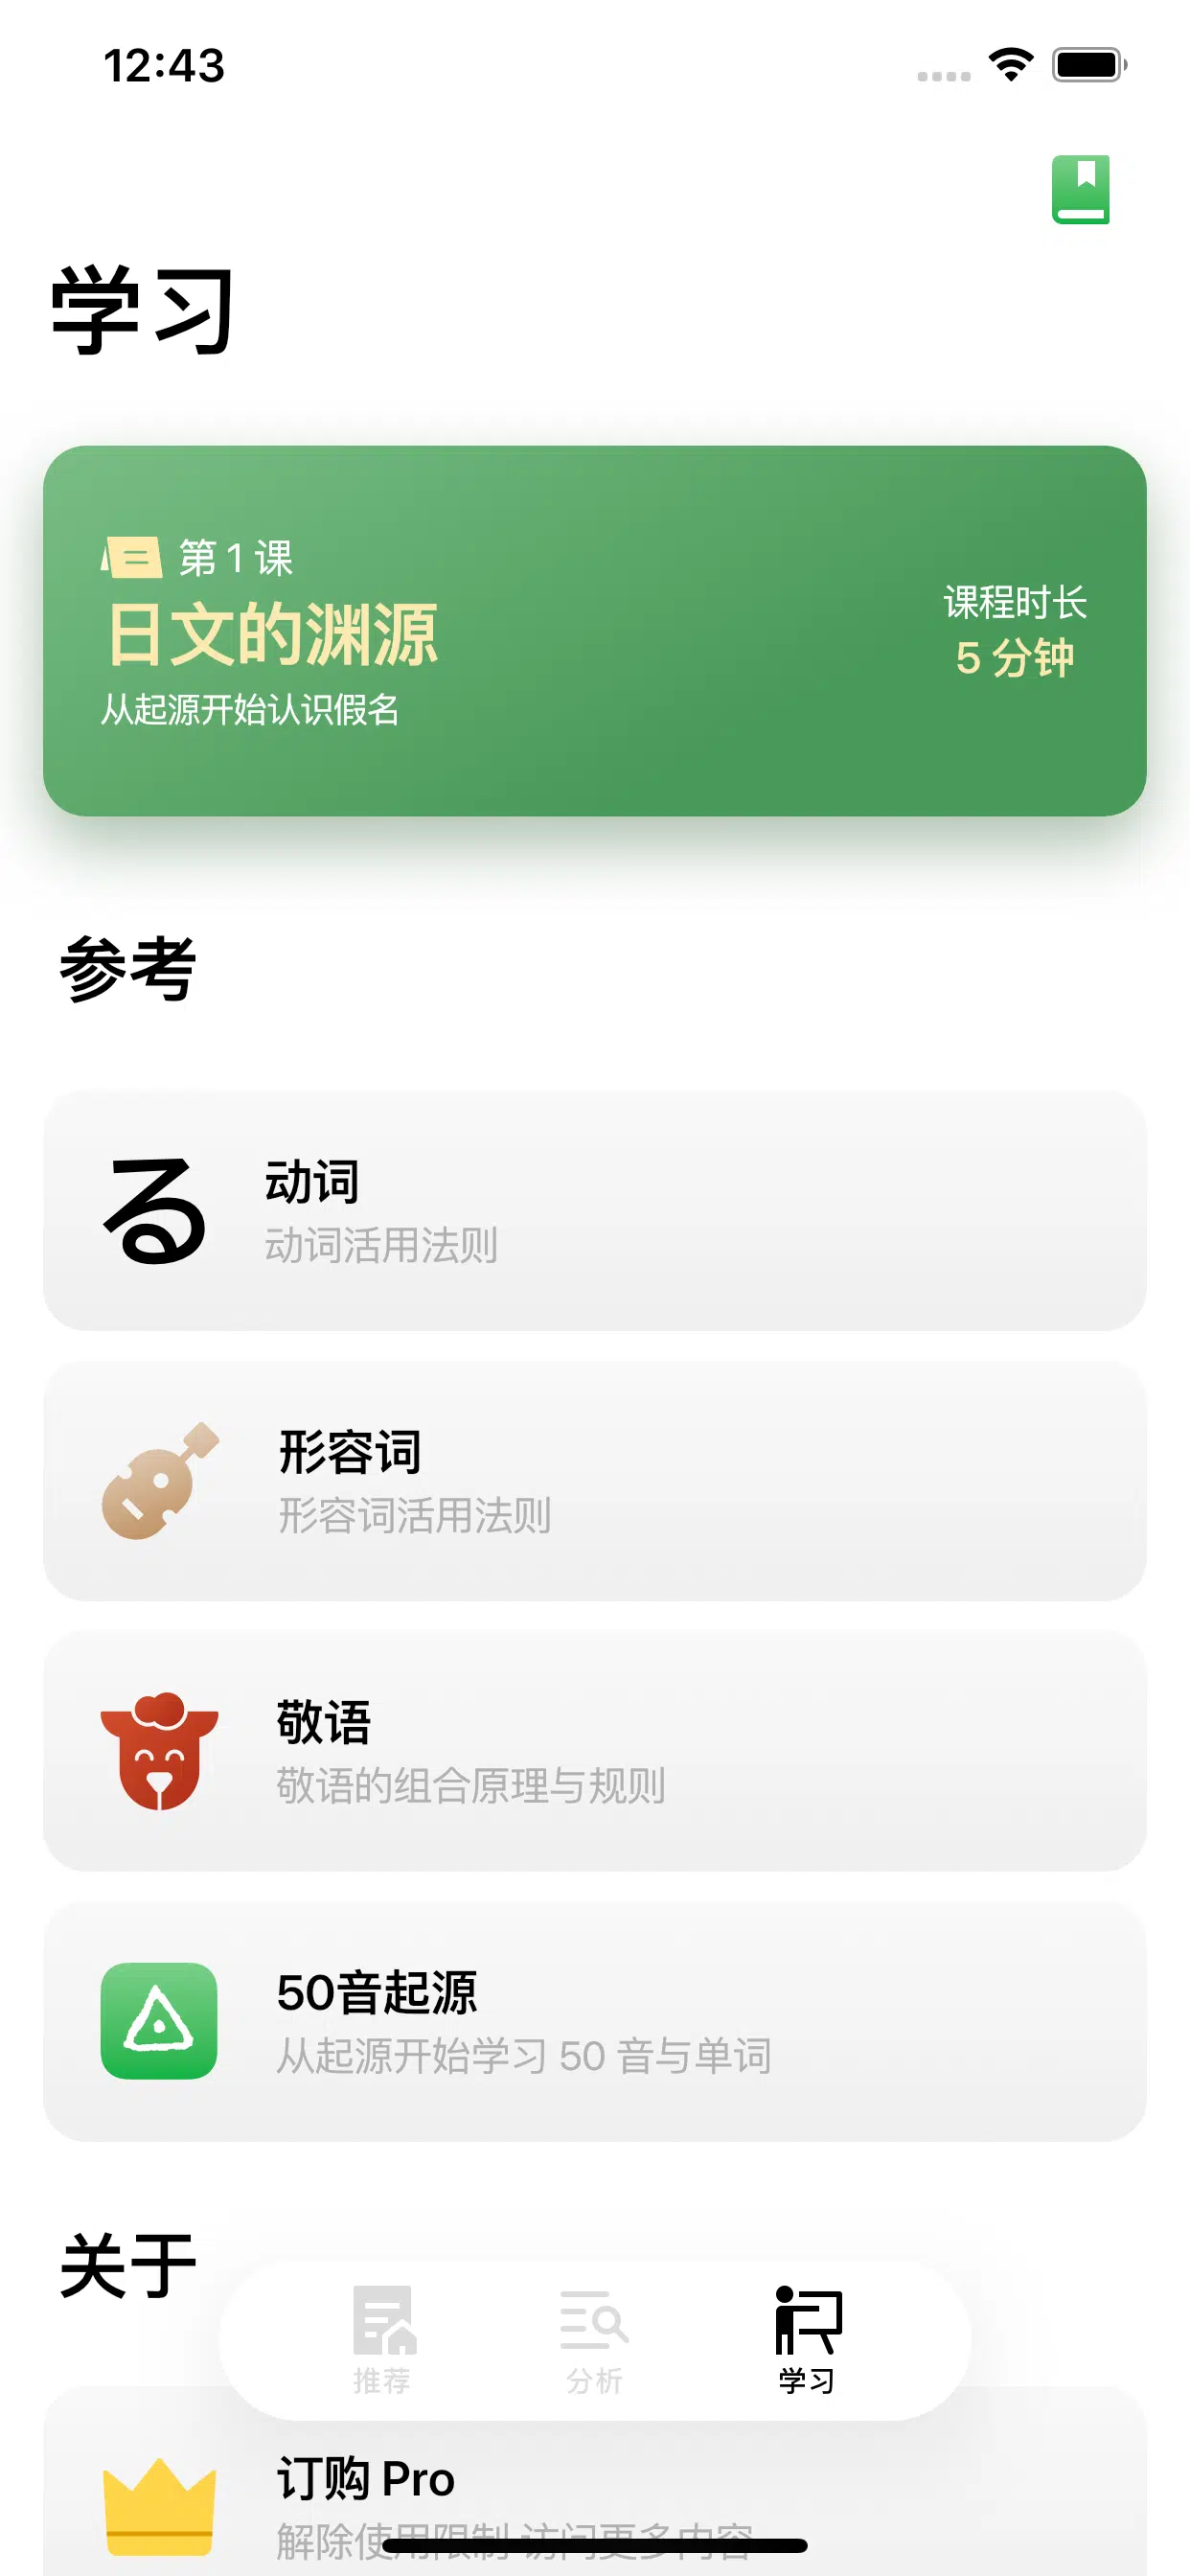 12:43
学习
第 1 课
日文的渊源
从起源开始认识假名
课程时长
5 分钟
参考
る
动词
动词活用法则
形容词
形容词活用法则
敬语
敬语的组合原理与规则
50音起源
从起源开始学习 50 音与单词
关于
推荐
分析
学习
订购 Pro
解除使用限制 访问更多内容